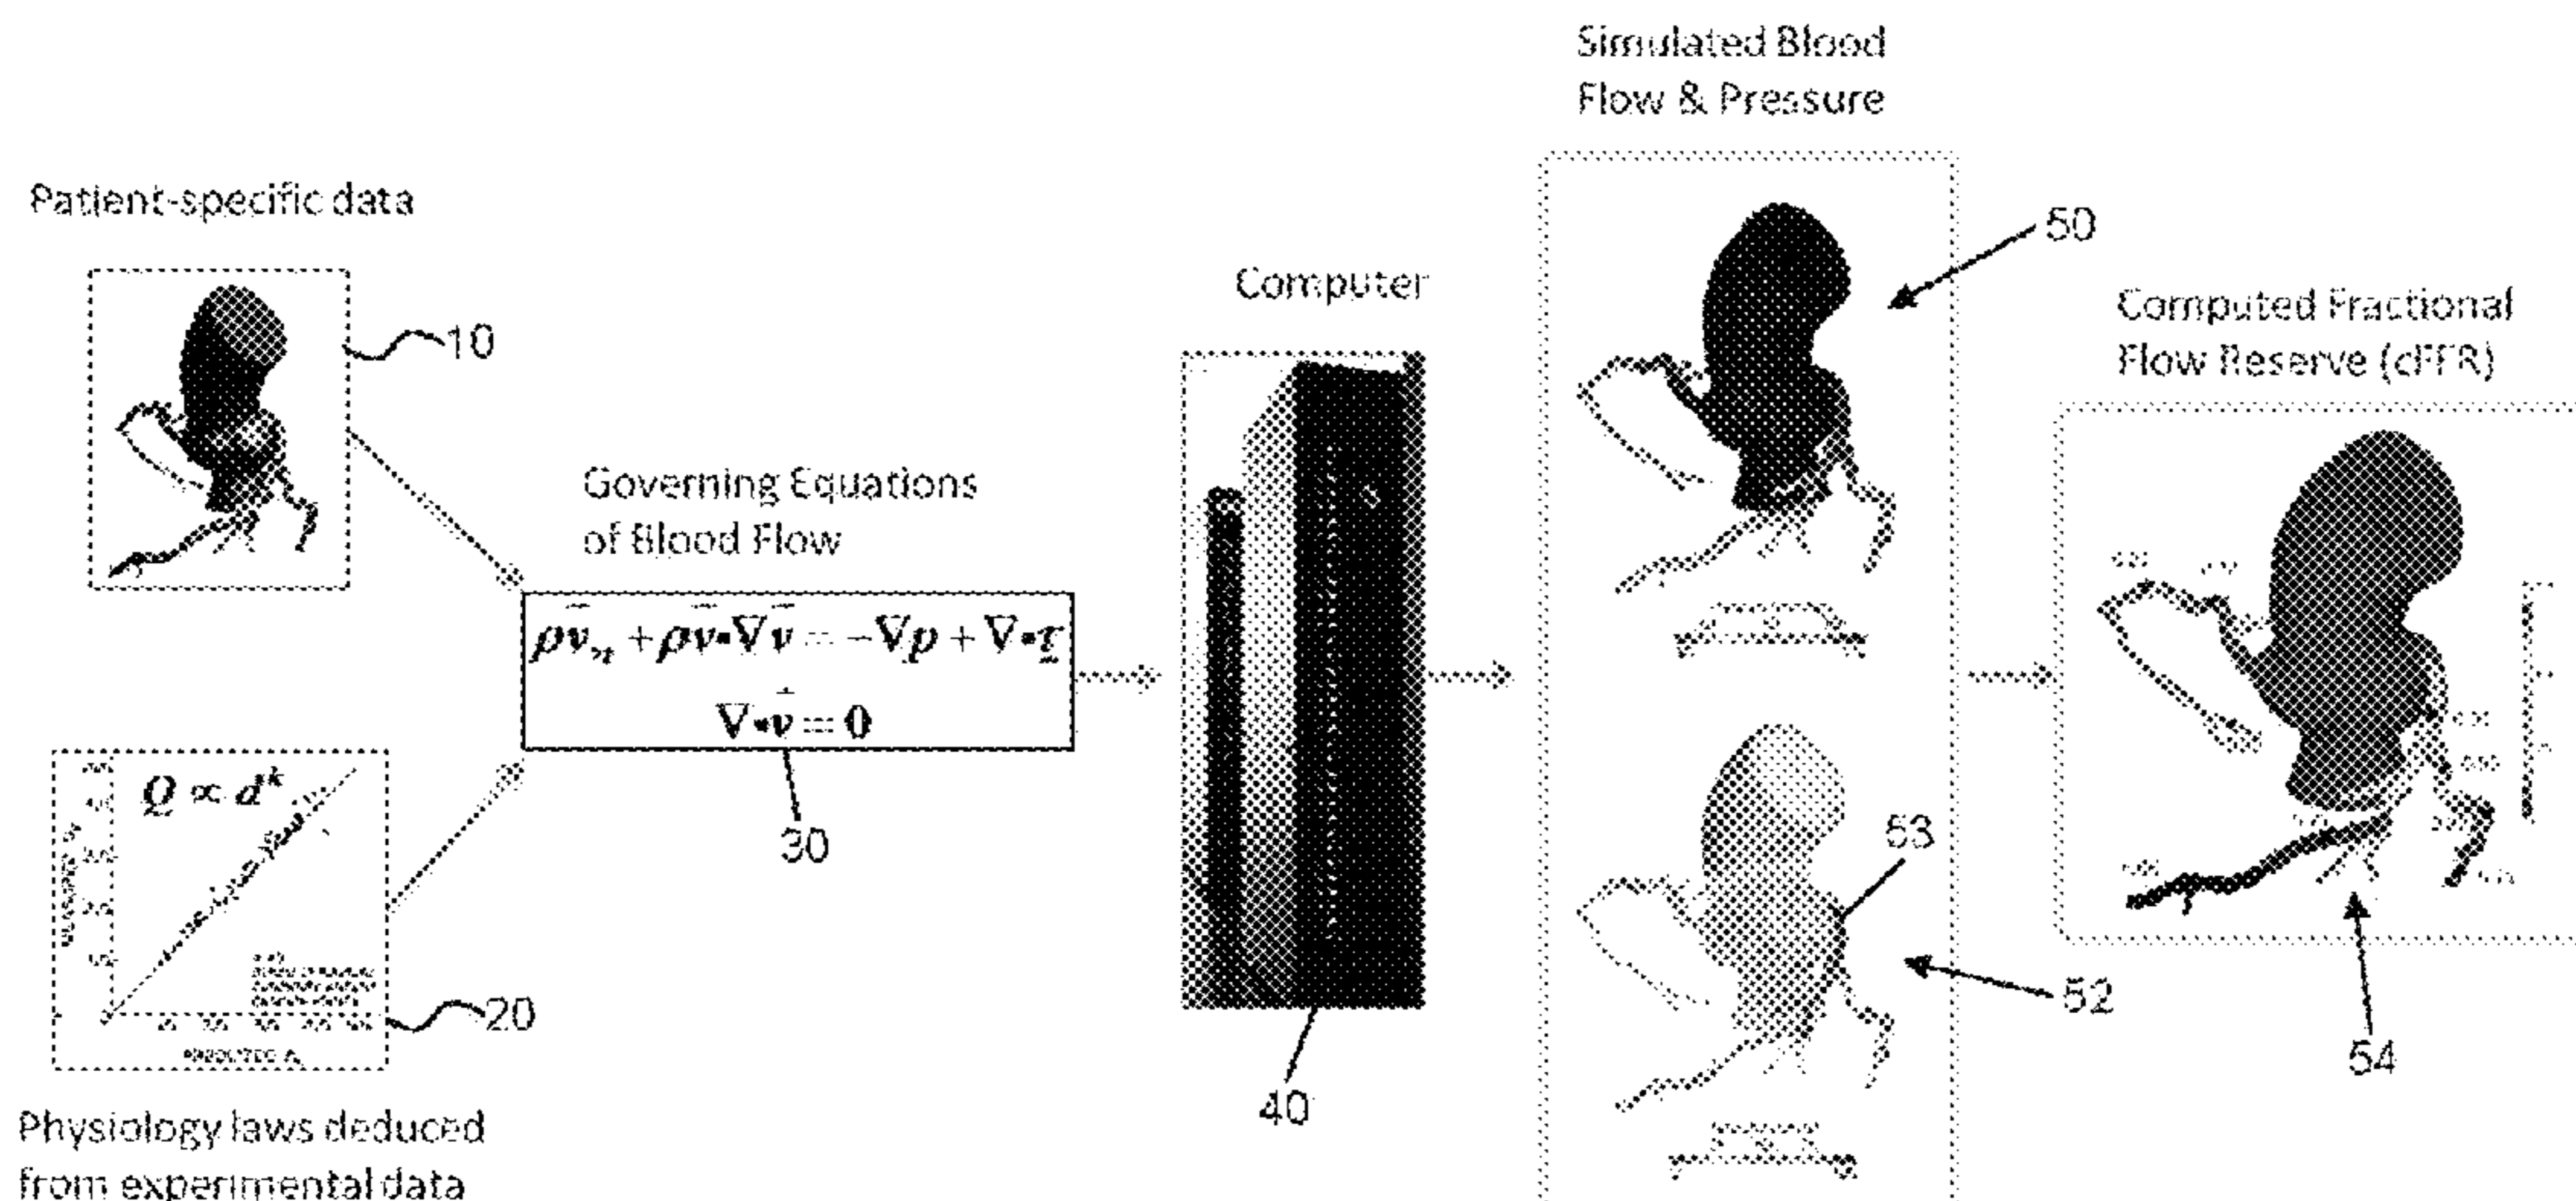 Patient-specific data
10
Q ∝ d^k
20
Physiology laws deduced
from experimental data
Governing Equations
of Blood Flow
ρv⃗,t + ρv⃗•∇v⃗ = −∇p + ∇•τ
∇•v⃗ = 0
30
Computer
40
Simulated Blood
Flow & Pressure
50
53
52
Computed Fractional
Flow Reserve (cFFR)
54